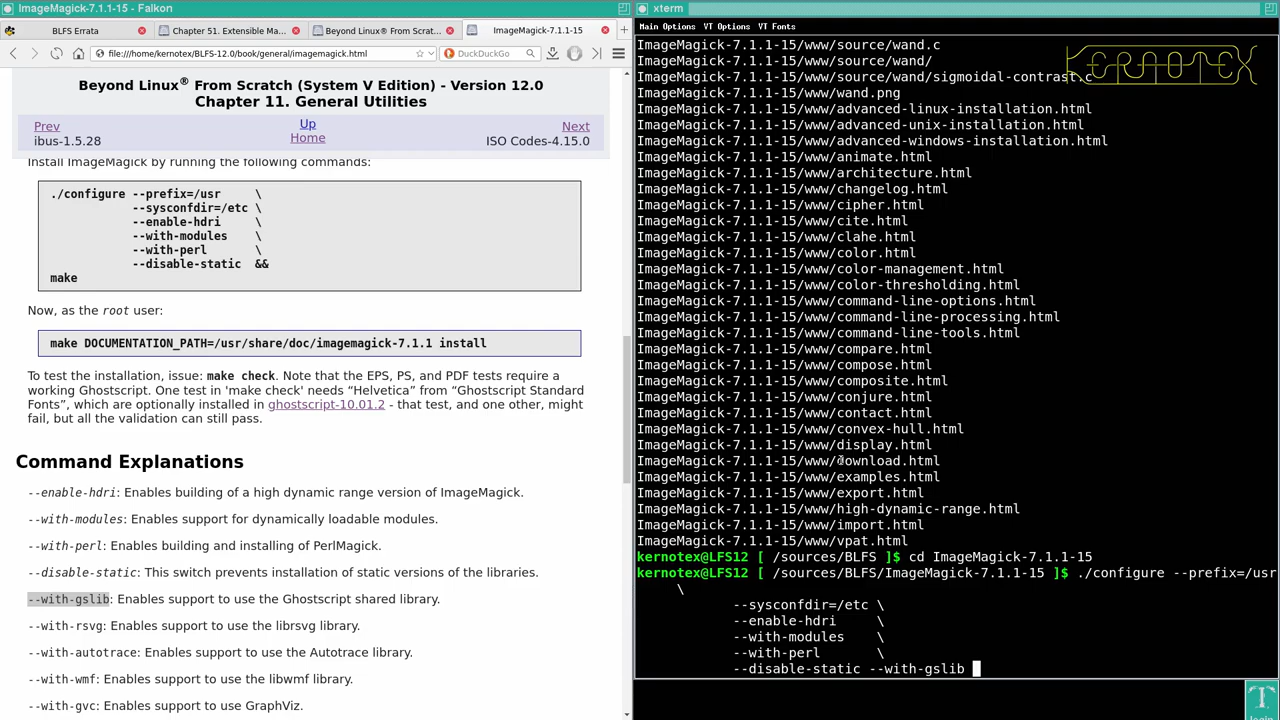 ImageMagick-7.1.1-15 - Falkon
BLFS Errata
Chapter 51. Extensible Ma...
Beyond Linux® From Scrat...
ImageMagick-7.1.1-15
file:///home/kernotex/BLFS-12.0/book/general/imagemagick.html
DuckDuckGo
Beyond Linux® From Scratch (System V Edition) - Version 12.0
Chapter 11. General Utilities
Prev
Up
Next
ibus-1.5.28
Home
ISO Codes-4.15.0
Install ImageMagick by running the following commands:
./configure --prefix=/usr \
--sysconfdir=/etc \
--enable-hdri \
--with-modules \
--with-perl \
--disable-static &&
make
Now, as the root user:
make DOCUMENTATION_PATH=/usr/share/doc/imagemagick-7.1.1 install
To test the installation, issue: make check. Note that the EPS, PS, and PDF tests require a
working Ghostscript. One test in 'make check' needs “Helvetica” from “Ghostscript Standard
Fonts”, which are optionally installed in ghostscript-10.01.2 - that test, and one other, might
fail, but all the validation can still pass.
Command Explanations
--enable-hdri: Enables building of a high dynamic range version of ImageMagick.
--with-modules: Enables support for dynamically loadable modules.
--with-perl: Enables building and installing of PerlMagick.
--disable-static: This switch prevents installation of static versions of the libraries.
--with-gslib: Enables support to use the Ghostscript shared library.
--with-rsvg: Enables support to use the librsvg library.
--with-autotrace: Enables support to use the Autotrace library.
--with-wmf: Enables support to use the libwmf library.
--with-gvc: Enables support to use GraphViz.
xterm
Main Options VT Options VT Fonts
KERNOTEX
ImageMagick-7.1.1-15/www/source/wand.c
ImageMagick-7.1.1-15/www/source/wand/
ImageMagick-7.1.1-15/www/source/wand/sigmoidal-contrast.c
ImageMagick-7.1.1-15/www/wand.png
ImageMagick-7.1.1-15/www/advanced-linux-installation.html
ImageMagick-7.1.1-15/www/advanced-unix-installation.html
ImageMagick-7.1.1-15/www/advanced-windows-installation.html
ImageMagick-7.1.1-15/www/animate.html
ImageMagick-7.1.1-15/www/architecture.html
ImageMagick-7.1.1-15/www/changelog.html
ImageMagick-7.1.1-15/www/cipher.html
ImageMagick-7.1.1-15/www/cite.html
ImageMagick-7.1.1-15/www/clahe.html
ImageMagick-7.1.1-15/www/color.html
ImageMagick-7.1.1-15/www/color-management.html
ImageMagick-7.1.1-15/www/color-thresholding.html
ImageMagick-7.1.1-15/www/command-line-options.html
ImageMagick-7.1.1-15/www/command-line-processing.html
ImageMagick-7.1.1-15/www/command-line-tools.html
ImageMagick-7.1.1-15/www/compare.html
ImageMagick-7.1.1-15/www/compose.html
ImageMagick-7.1.1-15/www/composite.html
ImageMagick-7.1.1-15/www/conjure.html
ImageMagick-7.1.1-15/www/contact.html
ImageMagick-7.1.1-15/www/convex-hull.html
ImageMagick-7.1.1-15/www/display.html
ImageMagick-7.1.1-15/www/download.html
ImageMagick-7.1.1-15/www/examples.html
ImageMagick-7.1.1-15/www/export.html
ImageMagick-7.1.1-15/www/high-dynamic-range.html
ImageMagick-7.1.1-15/www/import.html
ImageMagick-7.1.1-15/www/vpat.html
kernotex@LFS12 [ /sources/BLFS ]$ cd ImageMagick-7.1.1-15
kernotex@LFS12 [ /sources/BLFS/ImageMagick-7.1.1-15 ]$ ./configure --prefix=/usr
\
--sysconfdir=/etc \
--enable-hdri \
--with-modules \
--with-perl \
--disable-static --with-gslib
login